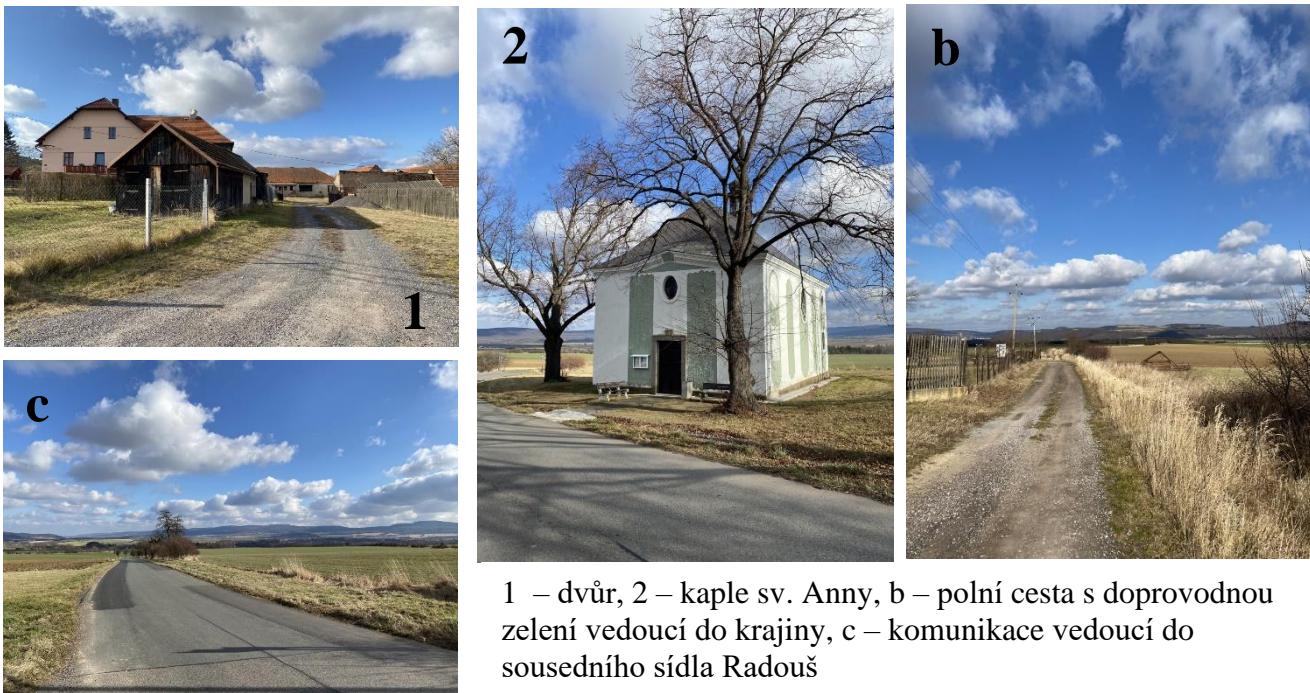 1
2
b
c
1 – dvůr, 2 – kaple sv. Anny, b – polní cesta s doprovodnou
zelení vedoucí do krajiny, c – komunikace vedoucí do
sousedního sídla Radouš